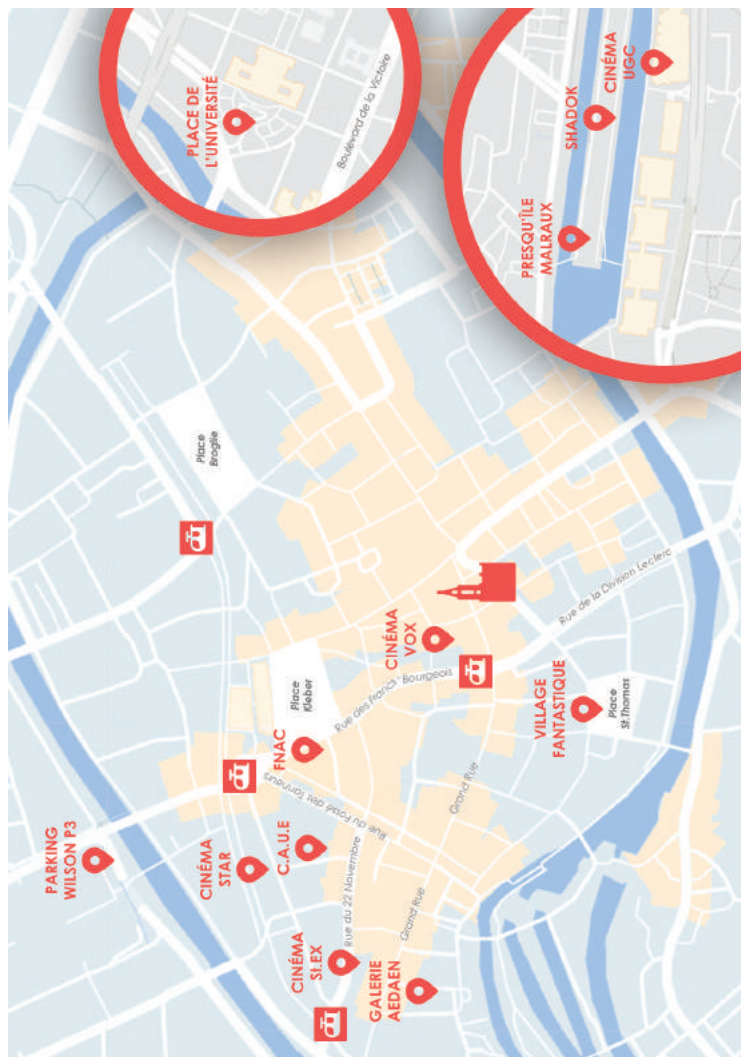 PARKING
WILSON P3
CINÉMA
STAR
C.A.U.E
CINÉMA
St.EX
GALERIE
AEDAEN
Rue du 22 Novembre
Grand Rue
Rue du Fossé des Tanneurs
Grand Rue
FNAC
Place
Kleber
Rue des Francs - Bourgeois
CINÉMA
VOX
VILLAGE
FANTASTIQUE
Place
St.Thomas
Rue de la Division Leclerc
Place
Broglie
PLACE DE
L'UNIVERSITÉ
Boulevard de la Victoire
PRESQU'ÎLE
MALRAUX
SHADOK
CINÉMA
UGC